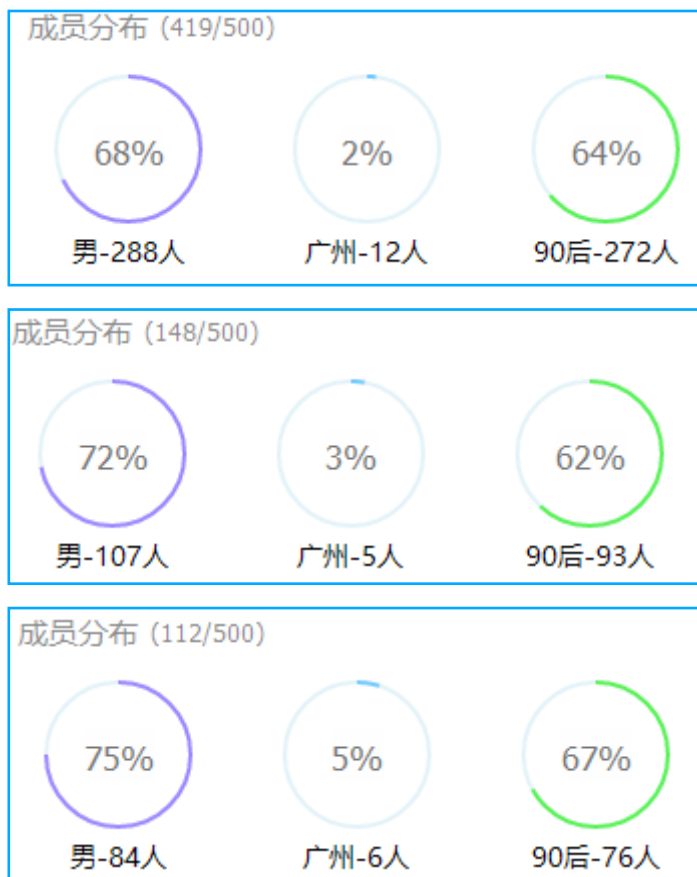 成员分布 (419/500)
68% 2% 64%
男-288人 广州-12人 90后-272人
成员分布 (148/500)
72% 3% 62%
男-107人 广州-5人 90后-93人
成员分布 (112/500)
75% 5% 67%
男-84人 广州-6人 90后-76人